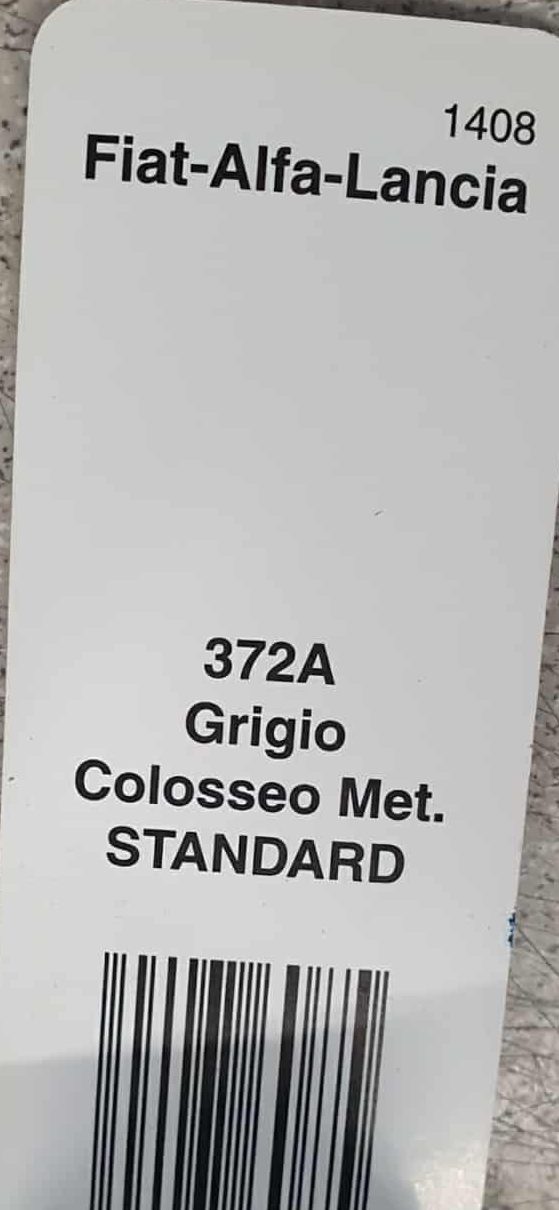 1408
Fiat-Alfa-Lancia
372A
Grigio
Colosseo Met.
STANDARD